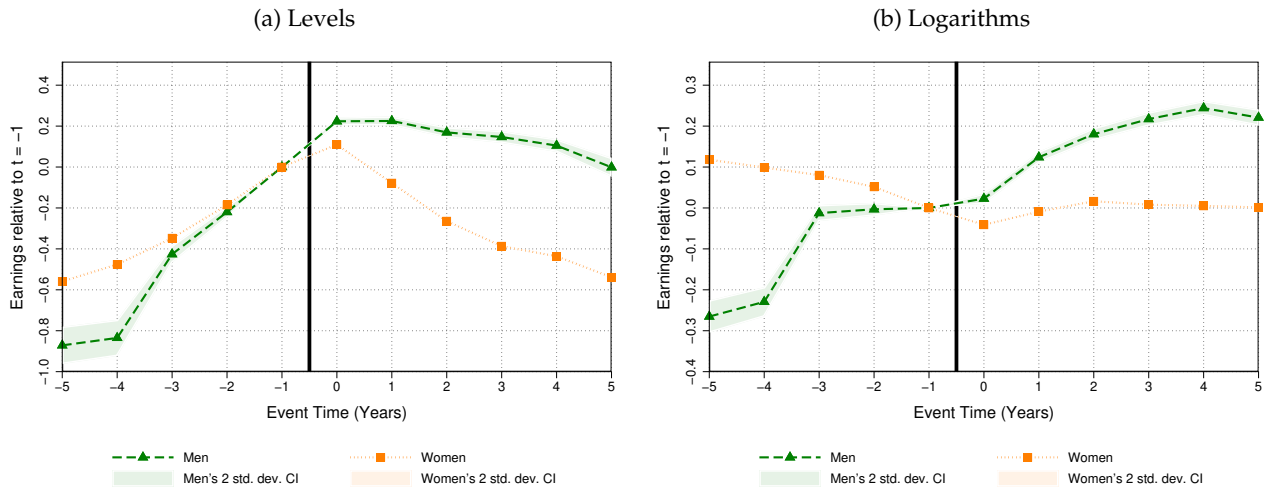 (a) Levels
Earnings relative to t = −1
0.4
0.2
0.0
−0.2
−0.4
−0.6
−0.8
−1.0
−5 −4 −3 −2 −1 0 1 2 3 4 5
Event Time (Years)
Men Women
Men's 2 std. dev. CI Women's 2 std. dev. CI
(b) Logarithms
Earnings relative to t = −1
0.3
0.2
0.1
0.0
−0.1
−0.2
−0.3
−0.4
−5 −4 −3 −2 −1 0 1 2 3 4 5
Event Time (Years)
Men Women
Men's 2 std. dev. CI Women's 2 std. dev. CI